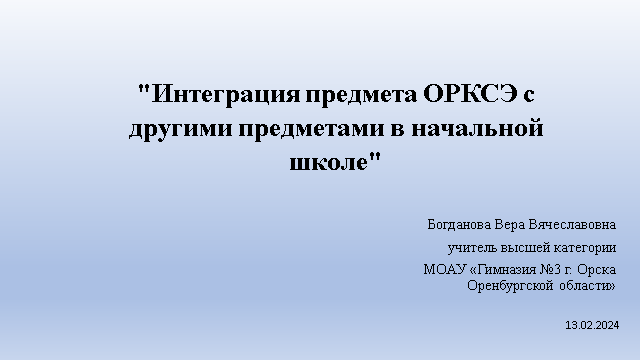 "Интеграция предмета ОРКСЭ с
другими предметами в начальной
школе"
Богданова Вера Вячеславовна
учитель высшей категории
МОАУ «Гимназия №3 г. Орска
Оренбургской области»
13.02.2024